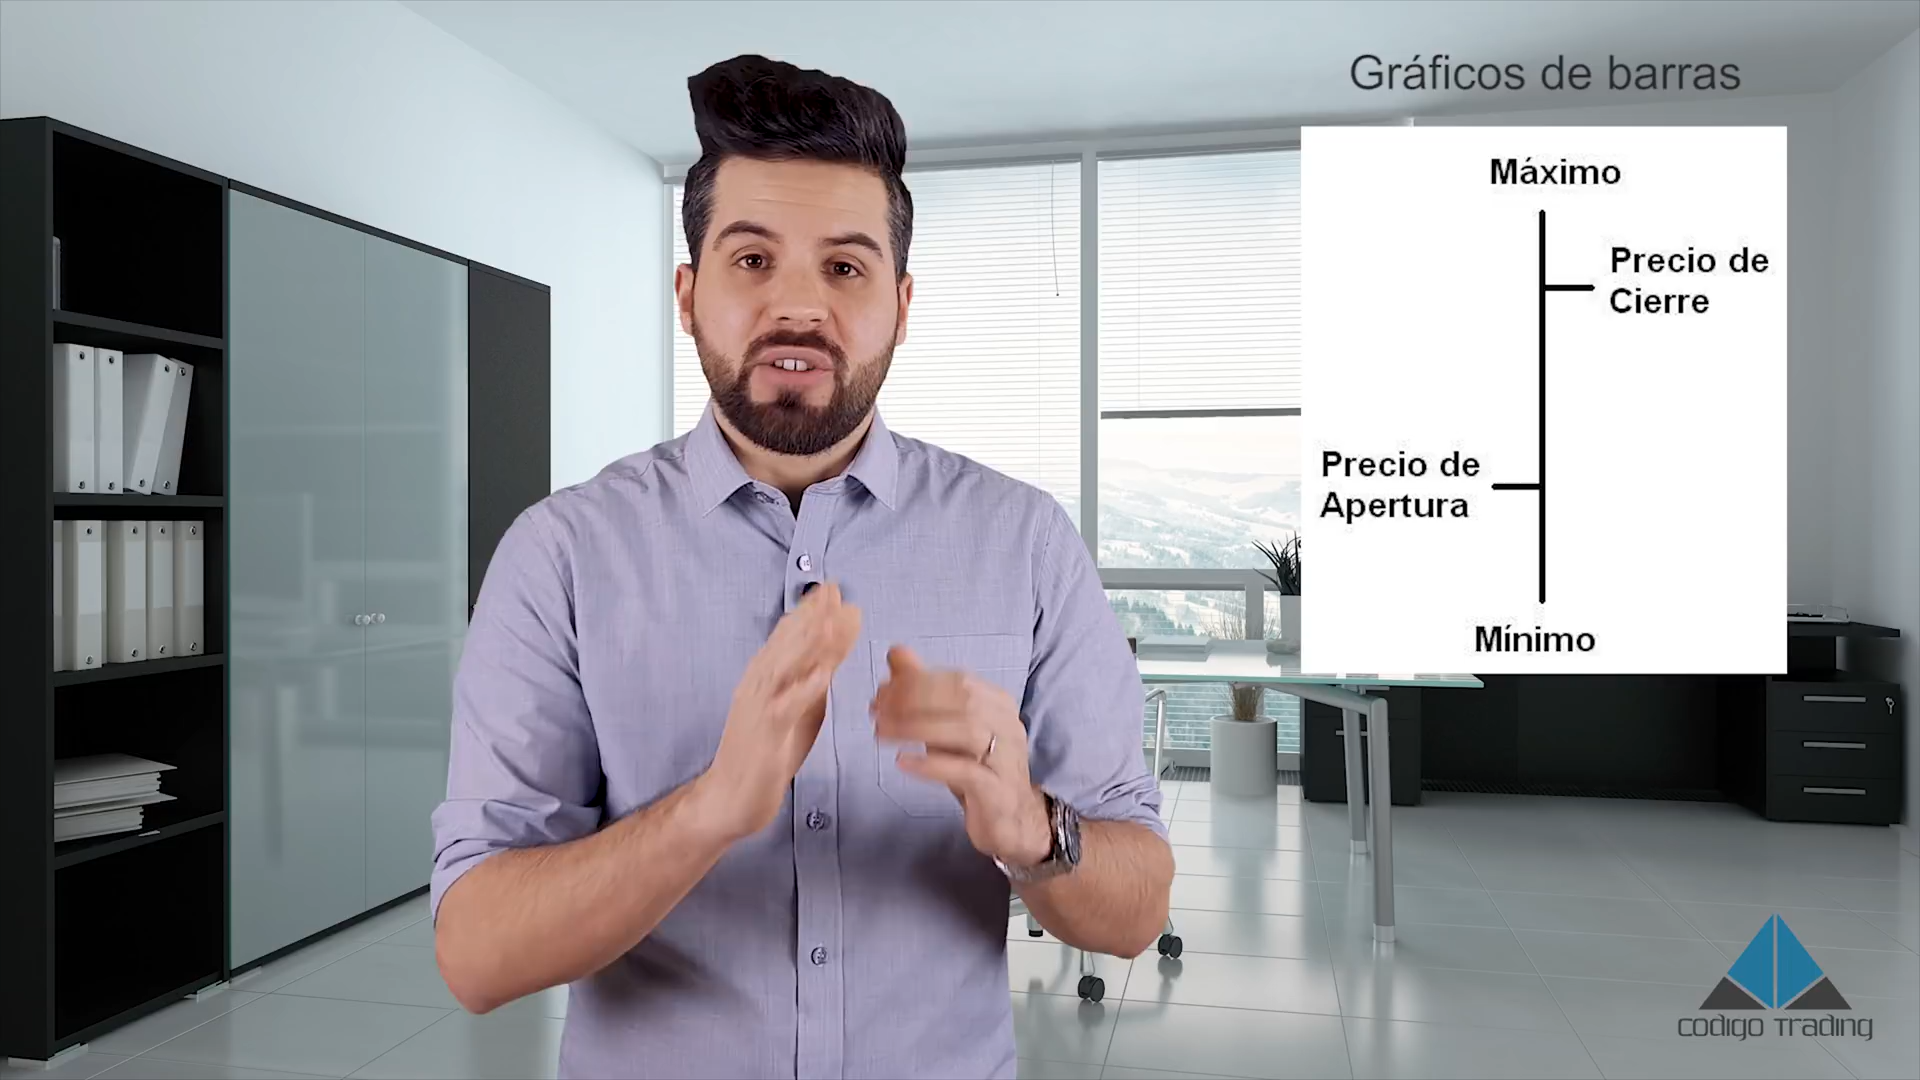 Gráficos de barras
Máximo
Precio de
Cierre
Precio de
Apertura
Mínimo
codigo Trading